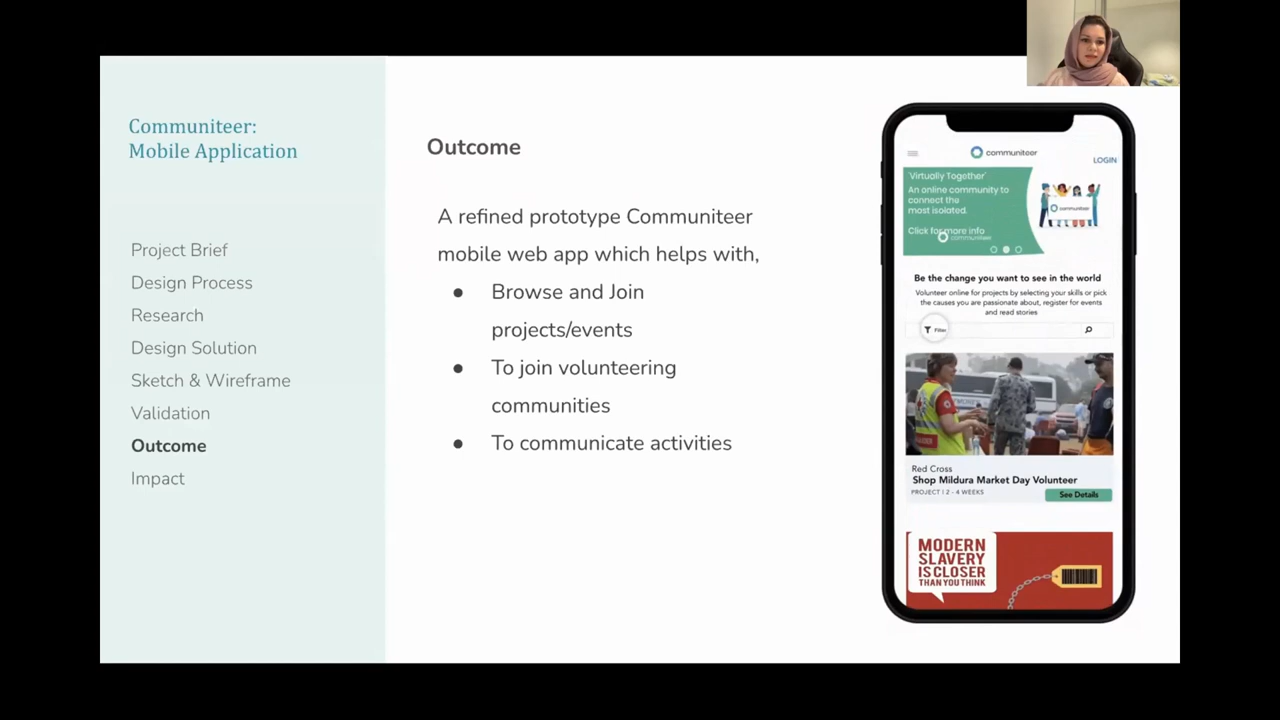 Communiteer:
Mobile Application
Project Brief
Design Process
Research
Design Solution
Sketch & Wireframe
Validation
Outcome
Impact
Outcome
A refined prototype Communiteer
mobile web app which helps with,
● Browse and Join
projects/events
● To join volunteering
communities
● To communicate activities
communiteer
LOGIN
'Virtually Together'
An online community to
connect the
most isolated.
Click for more info
communiteer
communiteer
Be the change you want to see in the world
Volunteer online for projects by selecting your skills or pick
the causes you are passionate about, register for events
and read stories
Filter
Red Cross
Shop Mildura Market Day Volunteer
PROJECT | 2 - 4 WEEKS
See Details
MODERN
SLAVERY
IS CLOSER
THAN YOU THINK